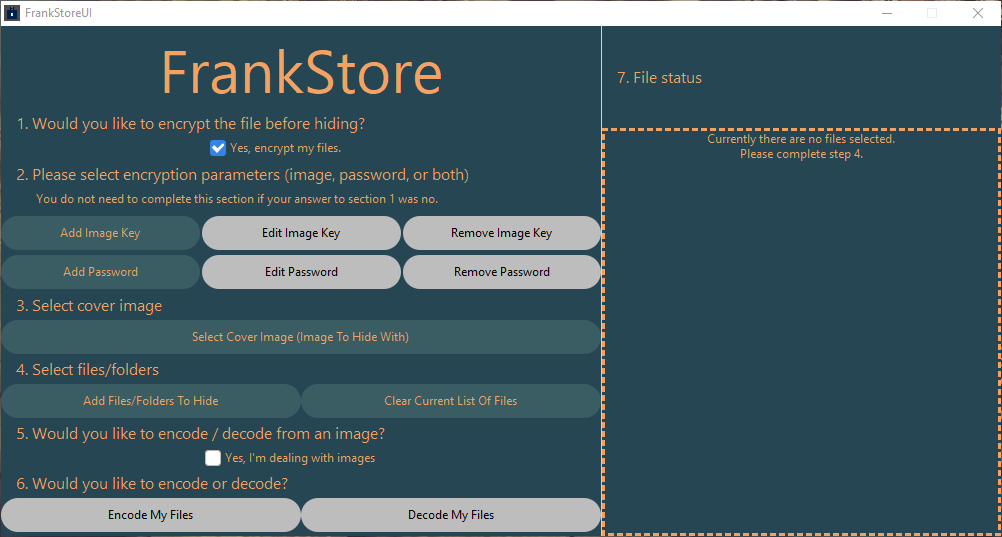 FrankStoreUI
FrankStore
1. Would you like to encrypt the file before hiding?
Yes, encrypt my files.
2. Please select encryption parameters (image, password, or both)
You do not need to complete this section if your answer to section 1 was no.
Add Image Key
Edit Image Key
Remove Image Key
Add Password
Edit Password
Remove Password
3. Select cover image
Select Cover Image (Image To Hide With)
4. Select files/folders
Add Files/Folders To Hide
Clear Current List Of Files
5. Would you like to encode / decode from an image?
Yes, I'm dealing with images
6. Would you like to encode or decode?
Encode My Files
Decode My Files
7. File status
Currently there are no files selected.
Please complete step 4.